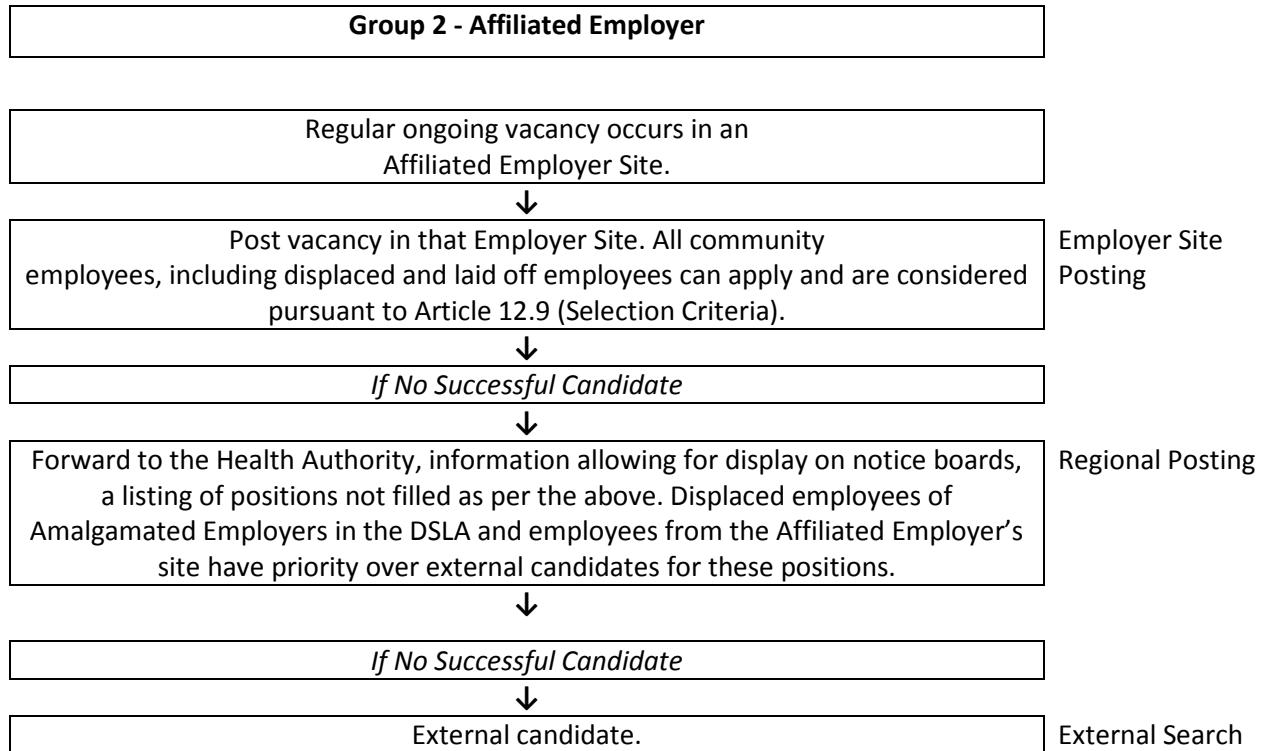 Group 2 - Affiliated Employer
Regular ongoing vacancy occurs in an
Affiliated Employer Site.
↓
Post vacancy in that Employer Site. All community
employees, including displaced and laid off employees can apply and are considered
pursuant to Article 12.9 (Selection Criteria).
Employer Site
Posting
↓
If No Successful Candidate
↓
Forward to the Health Authority, information allowing for display on notice boards,
a listing of positions not filled as per the above. Displaced employees of
Amalgamated Employers in the DSLA and employees from the Affiliated Employer’s
site have priority over external candidates for these positions.
Regional Posting
↓
If No Successful Candidate
↓
External candidate.
External Search